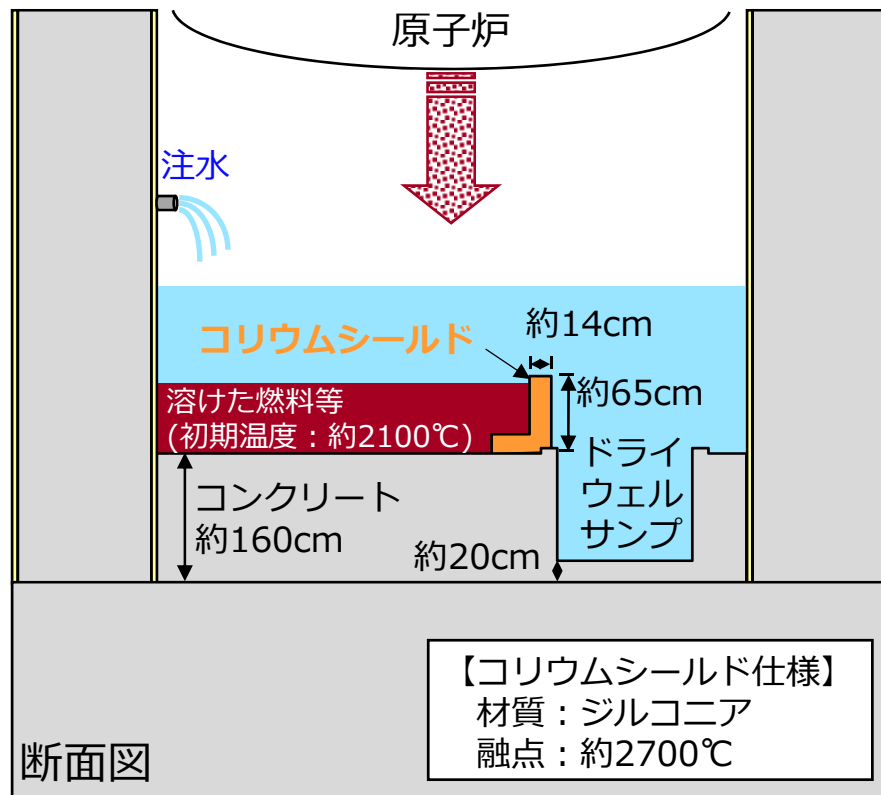 原子炉
注水
コリウムシールド
約14cm
約65cm
溶けた燃料等
(初期温度：約2100℃)
ドライ
ウェル
サンプ
コンクリート
約160cm
約20cm
【コリウムシールド仕様】
材質：ジルコニア
融点：約2700℃
断面図